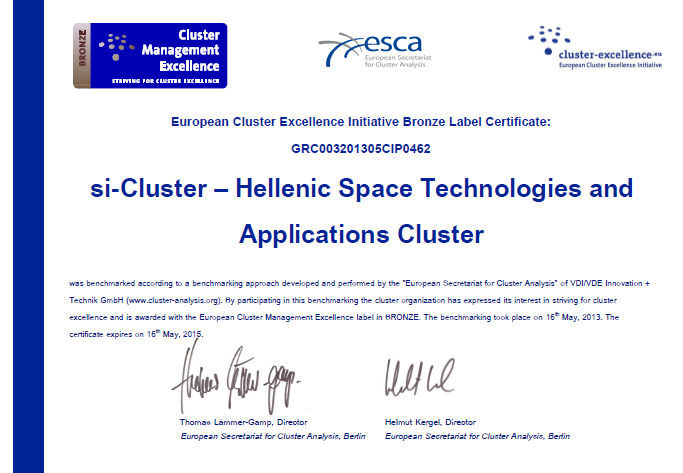 BRONZE
Cluster
Management
Excellence
STRIVING FOR CLUSTER EXCELLENCE
esca
European Secretariat
for Cluster Analysis
cluster-excellence.eu
European Cluster Excellence Initiative
European Cluster Excellence Initiative Bronze Label Certificate:
GRC003201305CIP0462
si-Cluster – Hellenic Space Technologies and
Applications Cluster
was benchmarked according to a benchmarking approach developed and performed by the "European Secretariat for Cluster Analysis" of VDI/VDE Innovation +
Technik GmbH (www.cluster-analysis.org). By participating in this benchmarking the cluster organization has expressed its interest in striving for cluster
excellence and is awarded with the European Cluster Management Excellence label in BRONZE. The benchmarking took place on 16th May, 2013. The
certificate expires on 16th May, 2015.
Thomas Lämmer-Gamp, Director
European Secretariat for Cluster Analysis, Berlin
Helmut Kergel, Director
European Secretariat for Cluster Analysis, Berlin